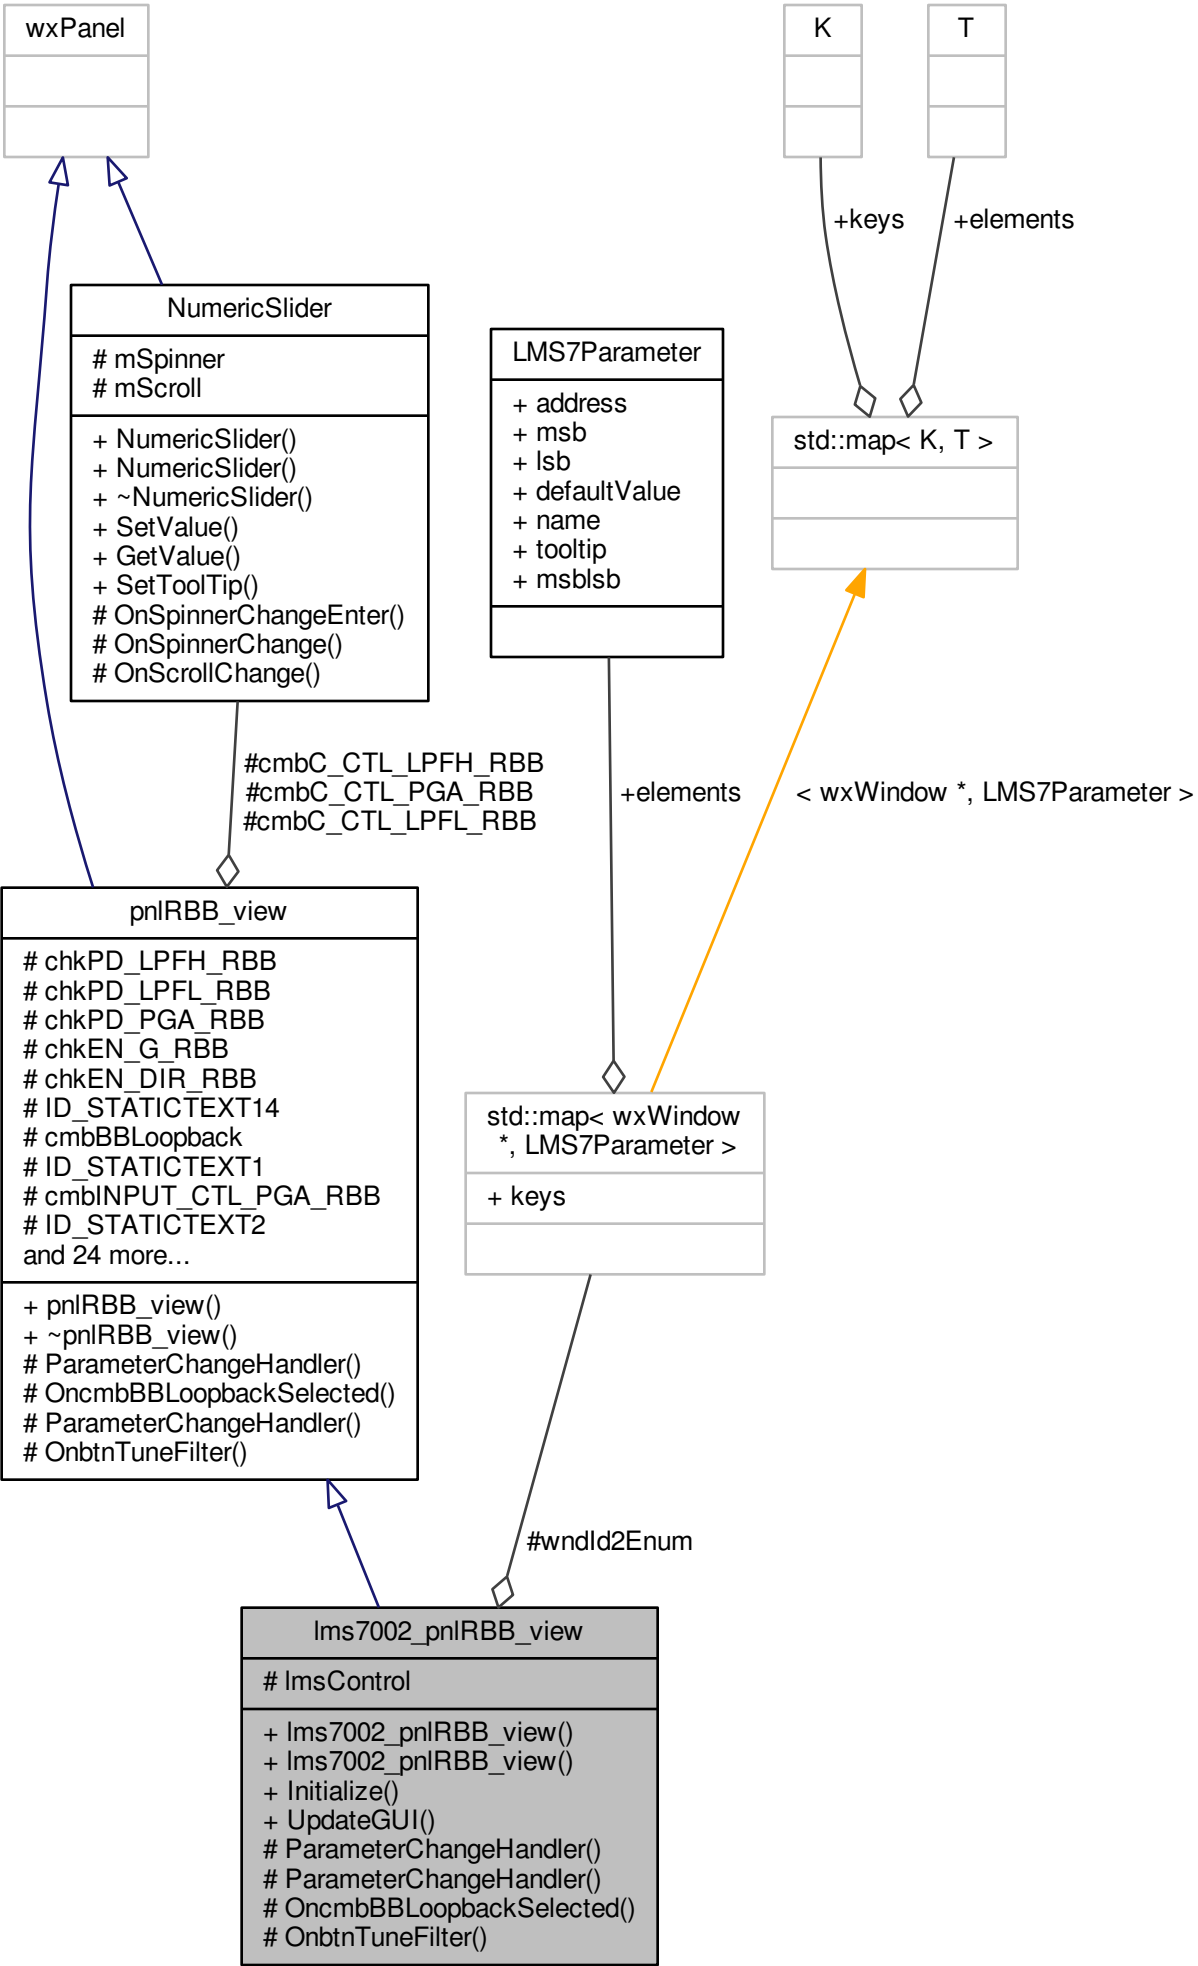 wxPanel
K
T
+keys
+elements
NumericSlider
# mSpinner
# mScroll
+ NumericSlider()
+ NumericSlider()
+ ~NumericSlider()
+ SetValue()
+ GetValue()
+ SetToolTip()
# OnSpinnerChangeEnter()
# OnSpinnerChange()
# OnScrollChange()
LMS7Parameter
+ address
+ msb
+ lsb
+ defaultValue
+ name
+ tooltip
+ msblsb
std::map< K, T >
#cmbC_CTL_LPFH_RBB
#cmbC_CTL_PGA_RBB
#cmbC_CTL_LPFL_RBB
+elements
< wxWindow *, LMS7Parameter >
pnlRBB_view
# chkPD_LPFH_RBB
# chkPD_LPFL_RBB
# chkPD_PGA_RBB
# chkEN_G_RBB
# chkEN_DIR_RBB
# ID_STATICTEXT14
# cmbBBLoopback
# ID_STATICTEXT1
# cmbINPUT_CTL_PGA_RBB
# ID_STATICTEXT2
and 24 more...
+ pnlRBB_view()
+ ~pnlRBB_view()
# ParameterChangeHandler()
# OncmbBBLoopbackSelected()
# ParameterChangeHandler()
# OnbtnTuneFilter()
std::map< wxWindow
*, LMS7Parameter >
+ keys
#wndId2Enum
lms7002_pnlRBB_view
# lmsControl
+ lms7002_pnlRBB_view()
+ lms7002_pnlRBB_view()
+ Initialize()
+ UpdateGUI()
# ParameterChangeHandler()
# ParameterChangeHandler()
# OncmbBBLoopbackSelected()
# OnbtnTuneFilter()